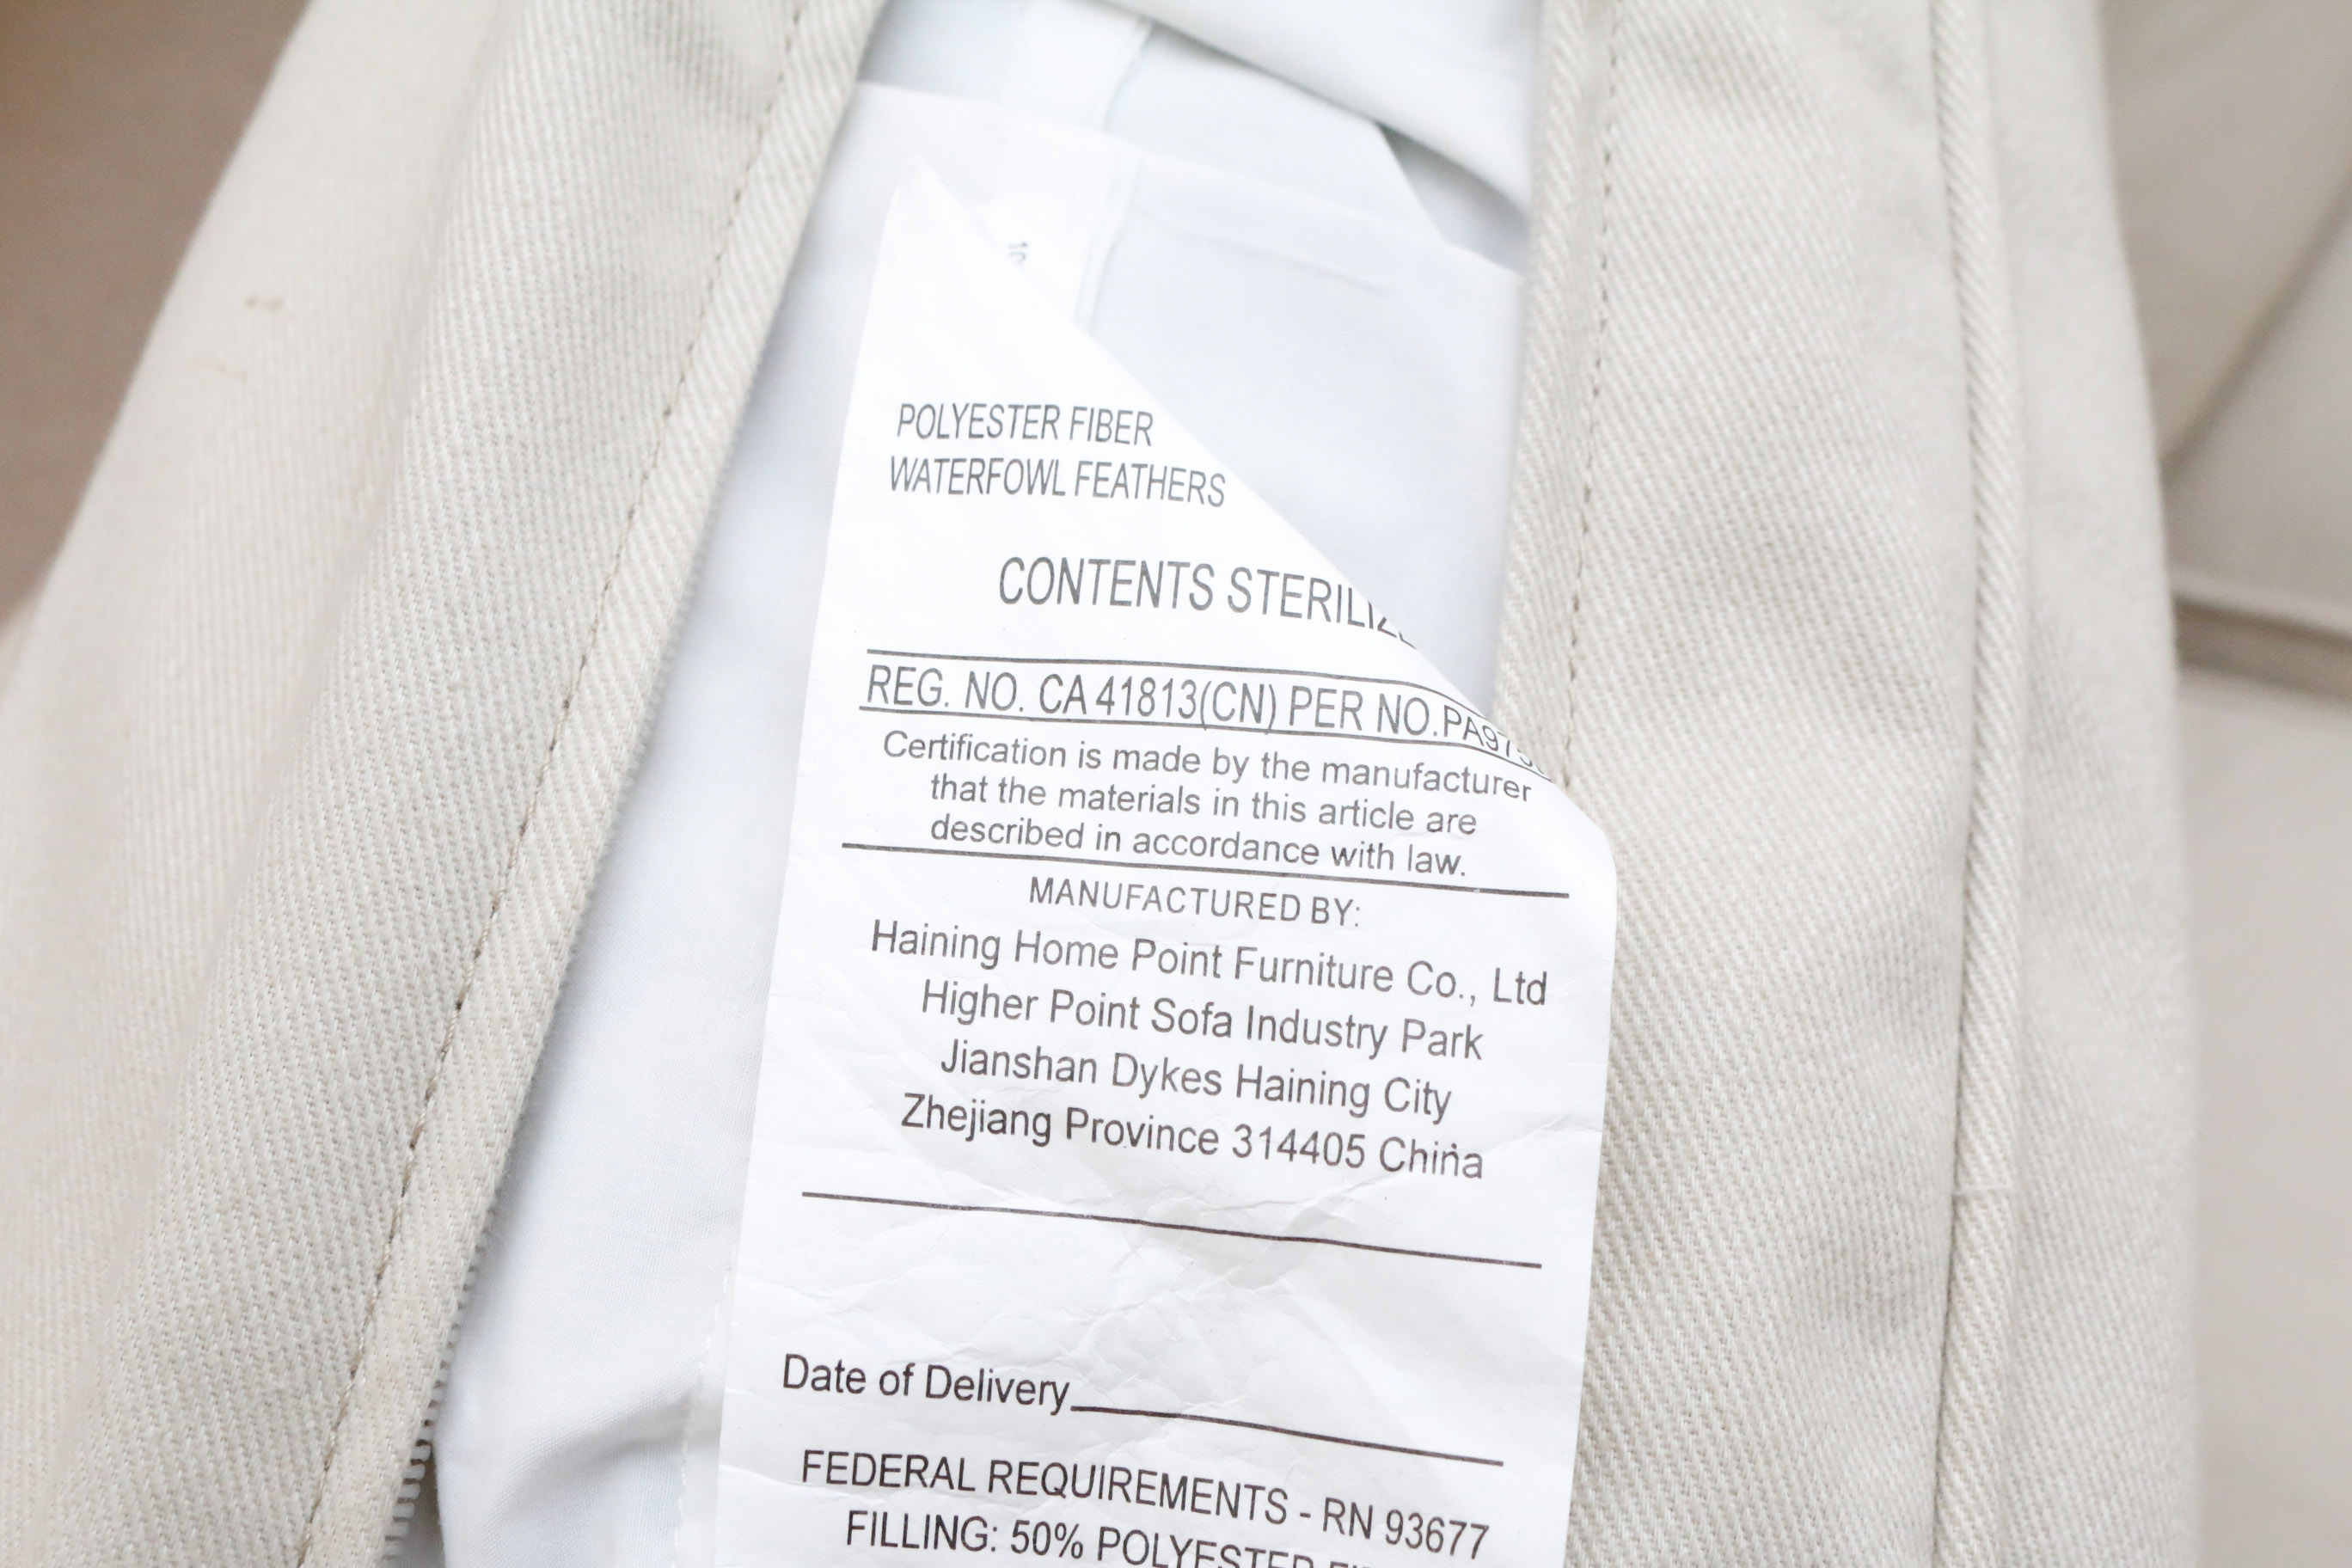 POLYESTER FIBER
WATERFOWL FEATHERS
CONTENTS
REG. NO. CA 41813(CN) PER NO.
Certification is made by the manufacturer
that the materials in this article are
described in accordance with law.
MANUFACTURED BY:
Haining Home Point Furniture Co., Ltd
Higher Point Sofa Industry Park
Jianshan Dykes Haining City
Zhejiang Province 314405 China
Date of Delivery
FEDERAL REQUIREMENTS - RN 93677
FILLING: 50% POLYESTER